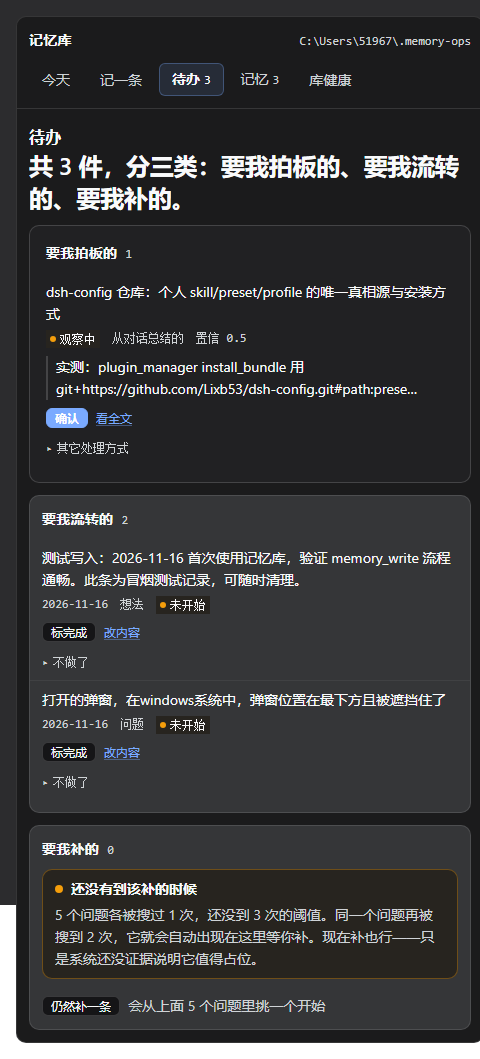 记忆库
C:\Users\51967\.memory-ops
今天 记一条 待办 3 记忆 3 库健康
待办
共 3 件，分三类：要我拍板的、要我流转
的、要我补的。
要我拍板的 1
dsh-config 仓库：个人 skill/preset/profile 的唯一真相源与安装方
式
观察中 从对话总结的 置信 0.5
实测：plugin_manager install_bundle 用
git+https://github.com/Lixb53/dsh-config.git#path:prese...
确认 看全文
▸ 其它处理方式
要我流转的 2
测试写入：2026-11-16 首次使用记忆库，验证 memory_write 流程
通畅。此条为冒烟测试记录，可随时清理。
2026-11-16 想法 未开始
标完成 改内容
▸ 不做了
打开的弹窗，在windows系统中，弹窗位置在最下方且被遮挡住了
2026-11-16 问题 未开始
标完成 改内容
▸ 不做了
要我补的 0
还没有到该补的时候
5 个问题各被搜过 1 次，还没到 3 次的阈值。同一个问题再被
搜到 2 次，它就会自动出现在这里等你补。现在补也行——只
是系统还没证据说明它值得占位。
仍然补一条 会从上面 5 个问题里挑一个开始